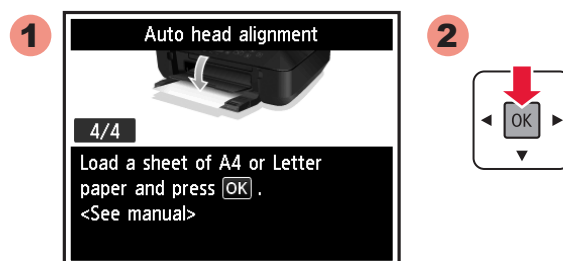 1
Auto head alignment
4/4
Load a sheet of A4 or Letter
paper and press OK .
<See manual>
2
OK